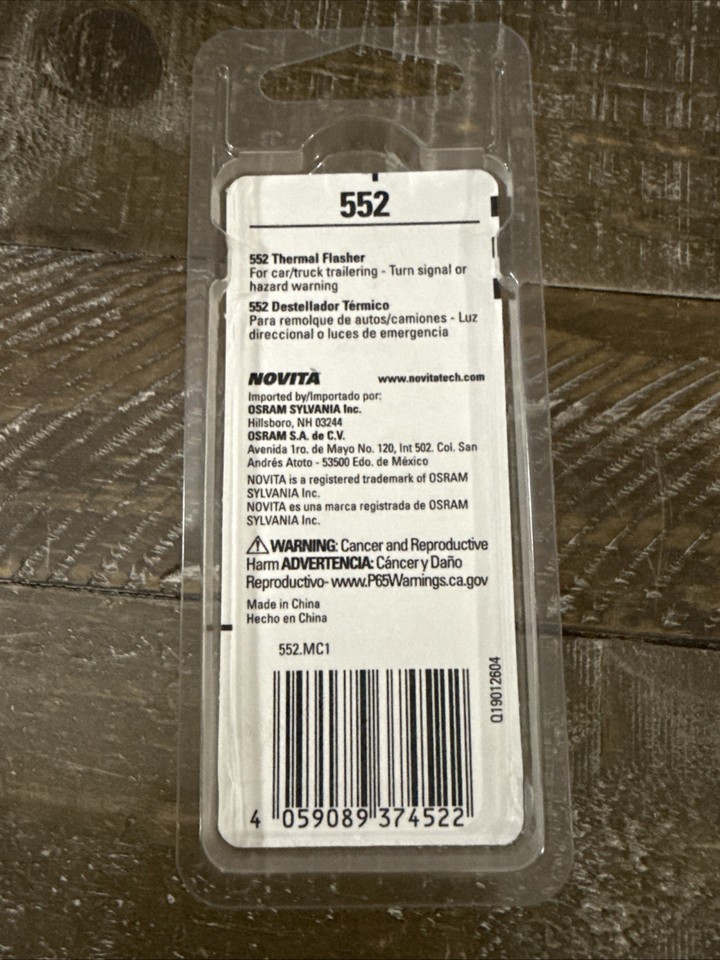 552
552 Thermal Flasher
For car/truck trailering - Turn signal or
hazard warning
552 Destellador Térmico
Para remolque de autos/camiones - Luz
direccional o luces de emergencia
NOVITA www.novitatech.com
Imported by/Importado por:
OSRAM SYLVANIA Inc.
Hillsboro, NH 03244
OSRAM S.A. de C.V.
Avenida 1ro. de Mayo No. 120, Int 502. Col. San
Andrés Atoto - 53500 Edo. de México
NOVITA is a registered trademark of OSRAM
SYLVANIA Inc.
NOVITA es una marca registrada de OSRAM
SYLVANIA Inc.
WARNING: Cancer and Reproductive
Harm ADVERTENCIA: Cáncer y Daño
Reproductivo- www.P65Warnings.ca.gov
Made in China
Hecho en China
552.MC1
Q19012604
4 059089 374522